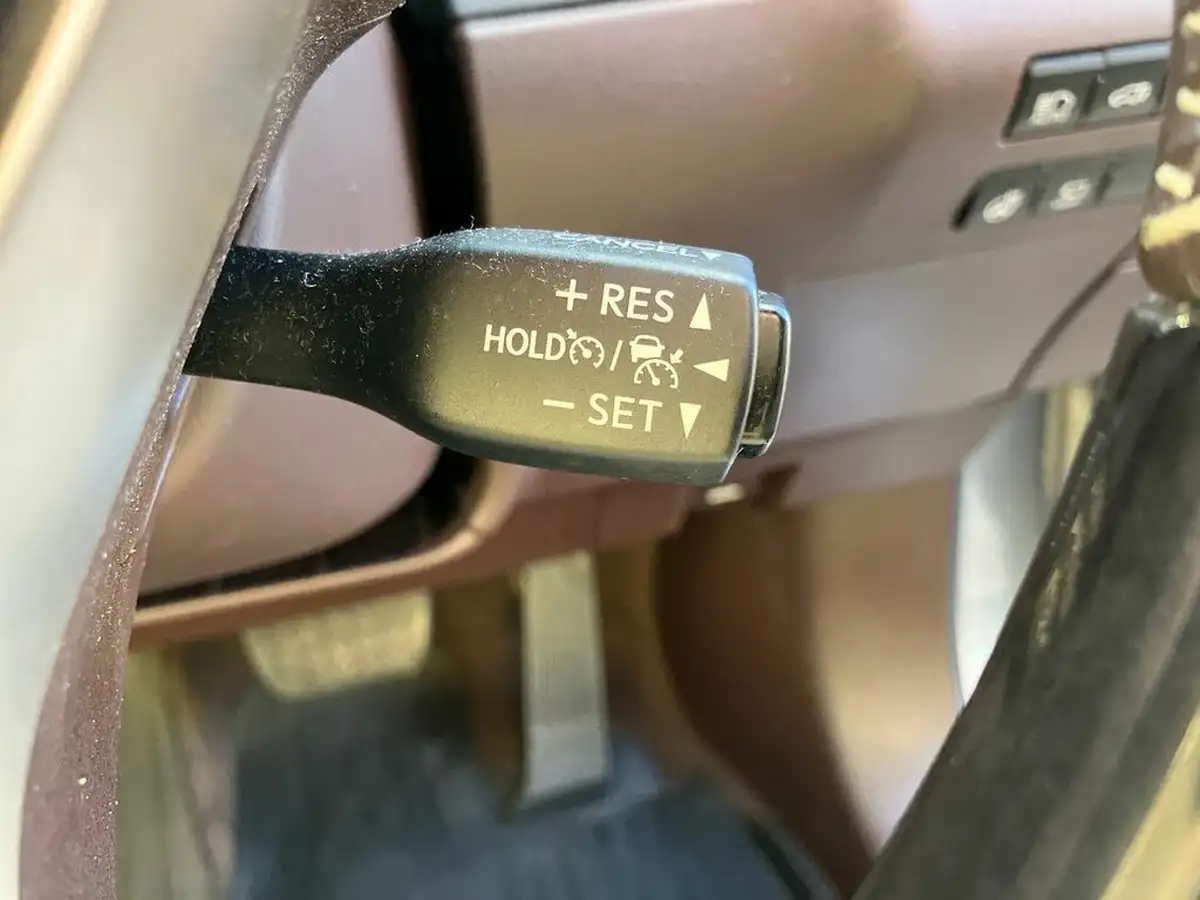 CANCEL▼
+ RES ▲
HOLD / ◀
− SET ▼